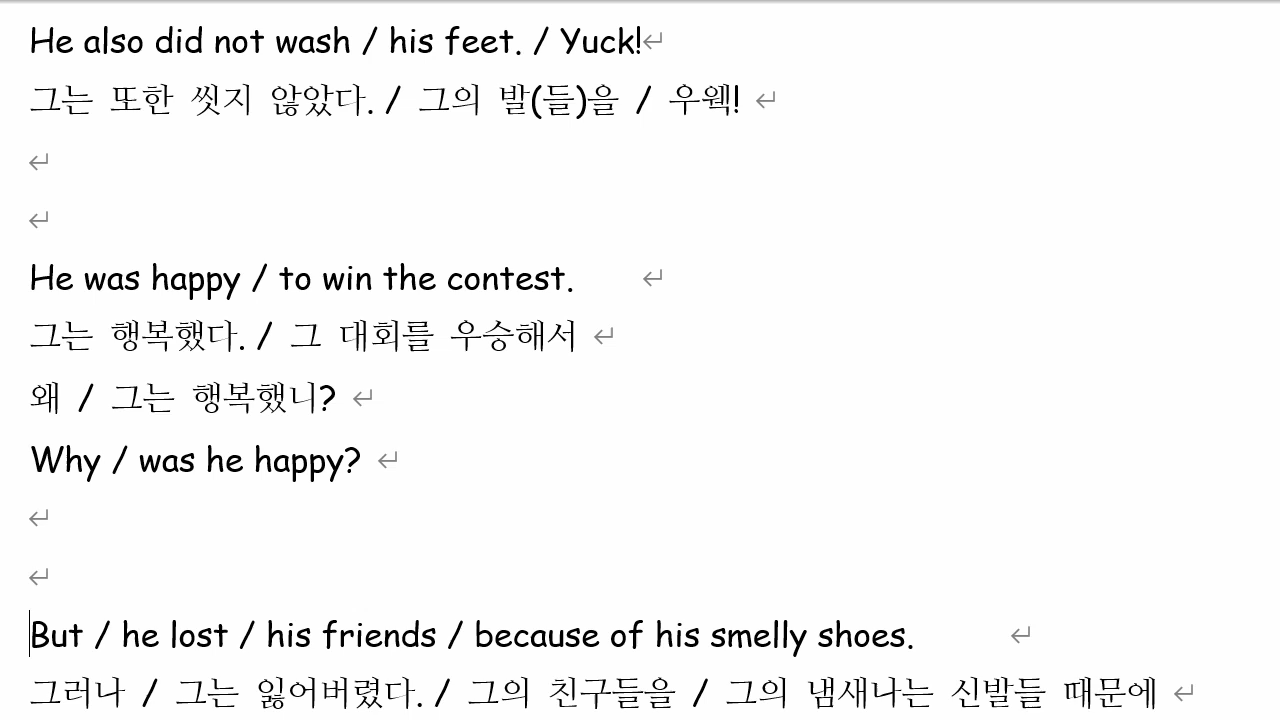 He also did not wash / his feet. / Yuck!
그는 또한 씻지 않았다. / 그의 발(들)을 / 우웩!
He was happy / to win the contest.
그는 행복했다. / 그 대회를 우승해서
왜 / 그는 행복했니?
Why / was he happy?
But / he lost / his friends / because of his smelly shoes.
그러나 / 그는 잃어버렸다. / 그의 친구들을 / 그의 냄새나는 신발들 때문에